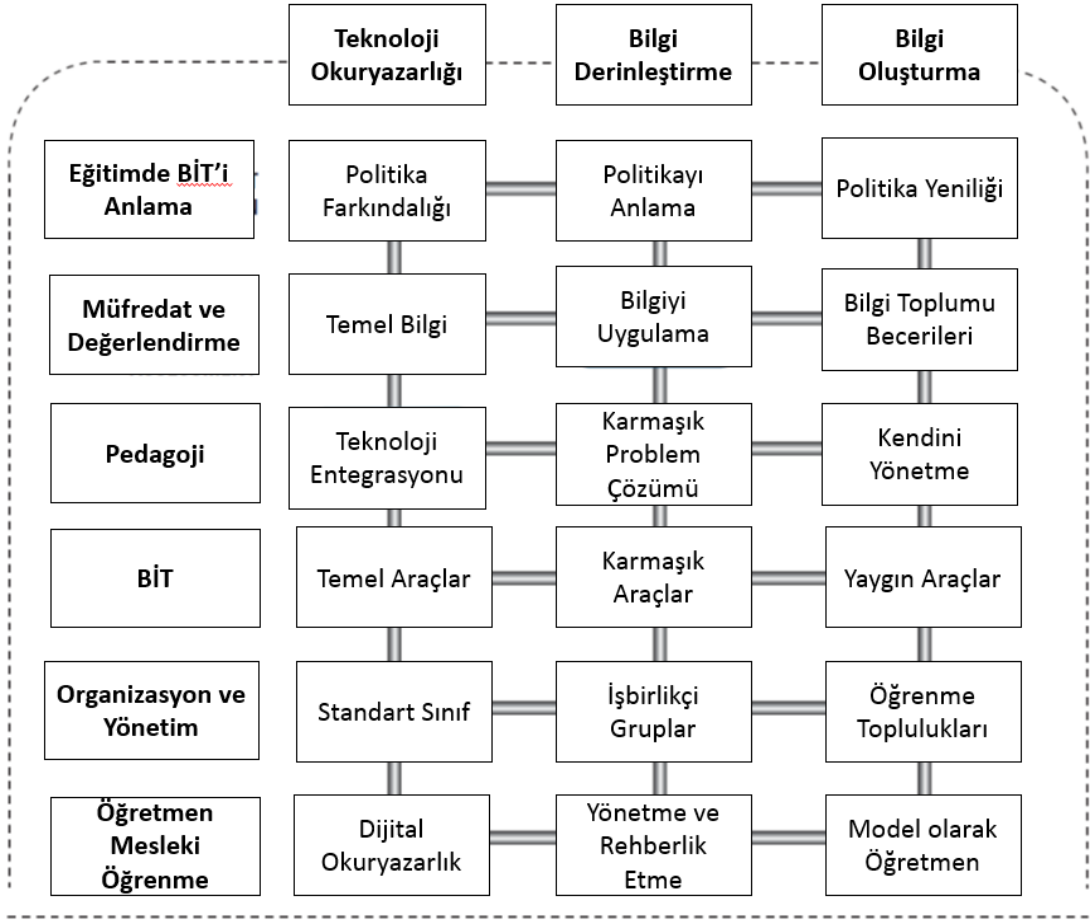 Teknoloji
Okuryazarlığı
Bilgi
Derinleştirme
Bilgi
Oluşturma
Eğitimde BİT’i
Anlama
Politika
Farkındalığı
Politikayı
Anlama
Politika Yeniliği
Müfredat ve
Değerlendirme
Temel Bilgi
Bilgiyi
Uygulama
Bilgi Toplumu
Becerileri
Pedagoji
Teknoloji
Entegrasyonu
Karmaşık
Problem
Çözümü
Kendini
Yönetme
BİT
Temel Araçlar
Karmaşık
Araçlar
Yaygın Araçlar
Organizasyon ve
Yönetim
Standart Sınıf
İşbirlikçi
Gruplar
Öğrenme
Toplulukları
Öğretmen
Mesleki
Öğrenme
Dijital
Okuryazarlık
Yönetme ve
Rehberlik
Etme
Model olarak
Öğretmen